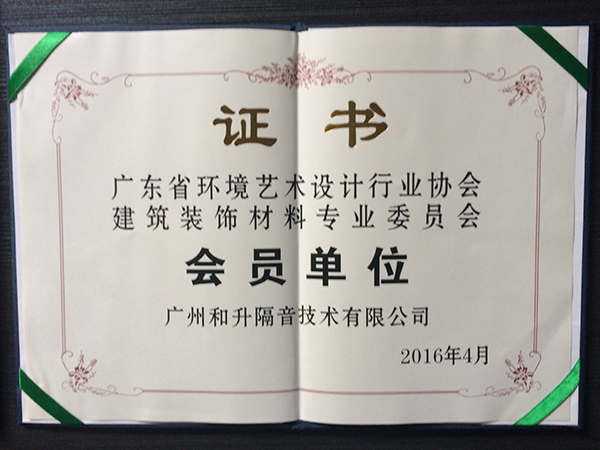 证书
广东省环境艺术设计行业协会
建筑装饰材料专业委员会
会员单位
广州和升隔音技术有限公司
2016年4月